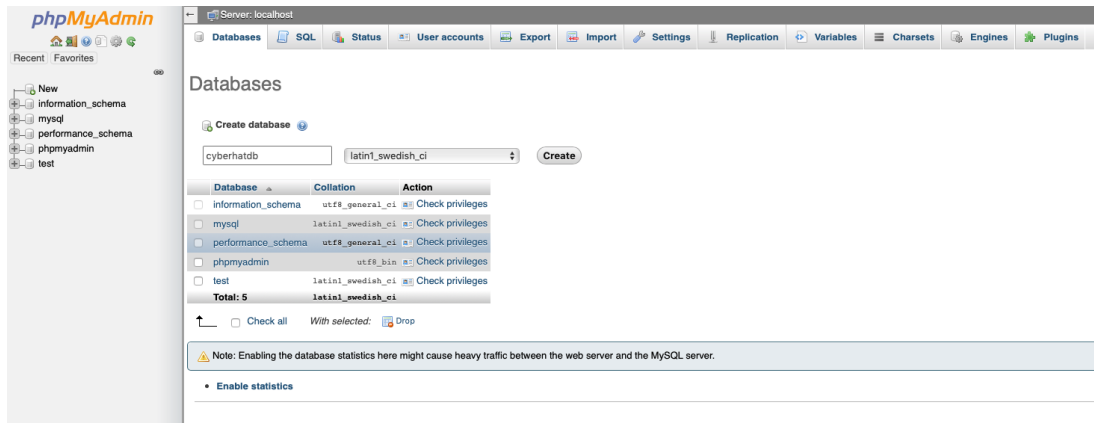 phpMyAdmin
Recent Favorites
New
information_schema
mysql
performance_schema
phpmyadmin
test
Server: localhost
Databases SQL Status User accounts Export Import Settings Replication Variables Charsets Engines Plugins
Databases
Create database
cyberhatdb latin1_swedish_ci Create
Database Collation Action
information_schema utf8_general_ci Check privileges
mysql latin1_swedish_ci Check privileges
performance_schema utf8_general_ci Check privileges
phpmyadmin utf8_bin Check privileges
test latin1_swedish_ci Check privileges
Total: 5 latin1_swedish_ci
Check all With selected: Drop
Note: Enabling the database statistics here might cause heavy traffic between the web server and the MySQL server.
Enable statistics